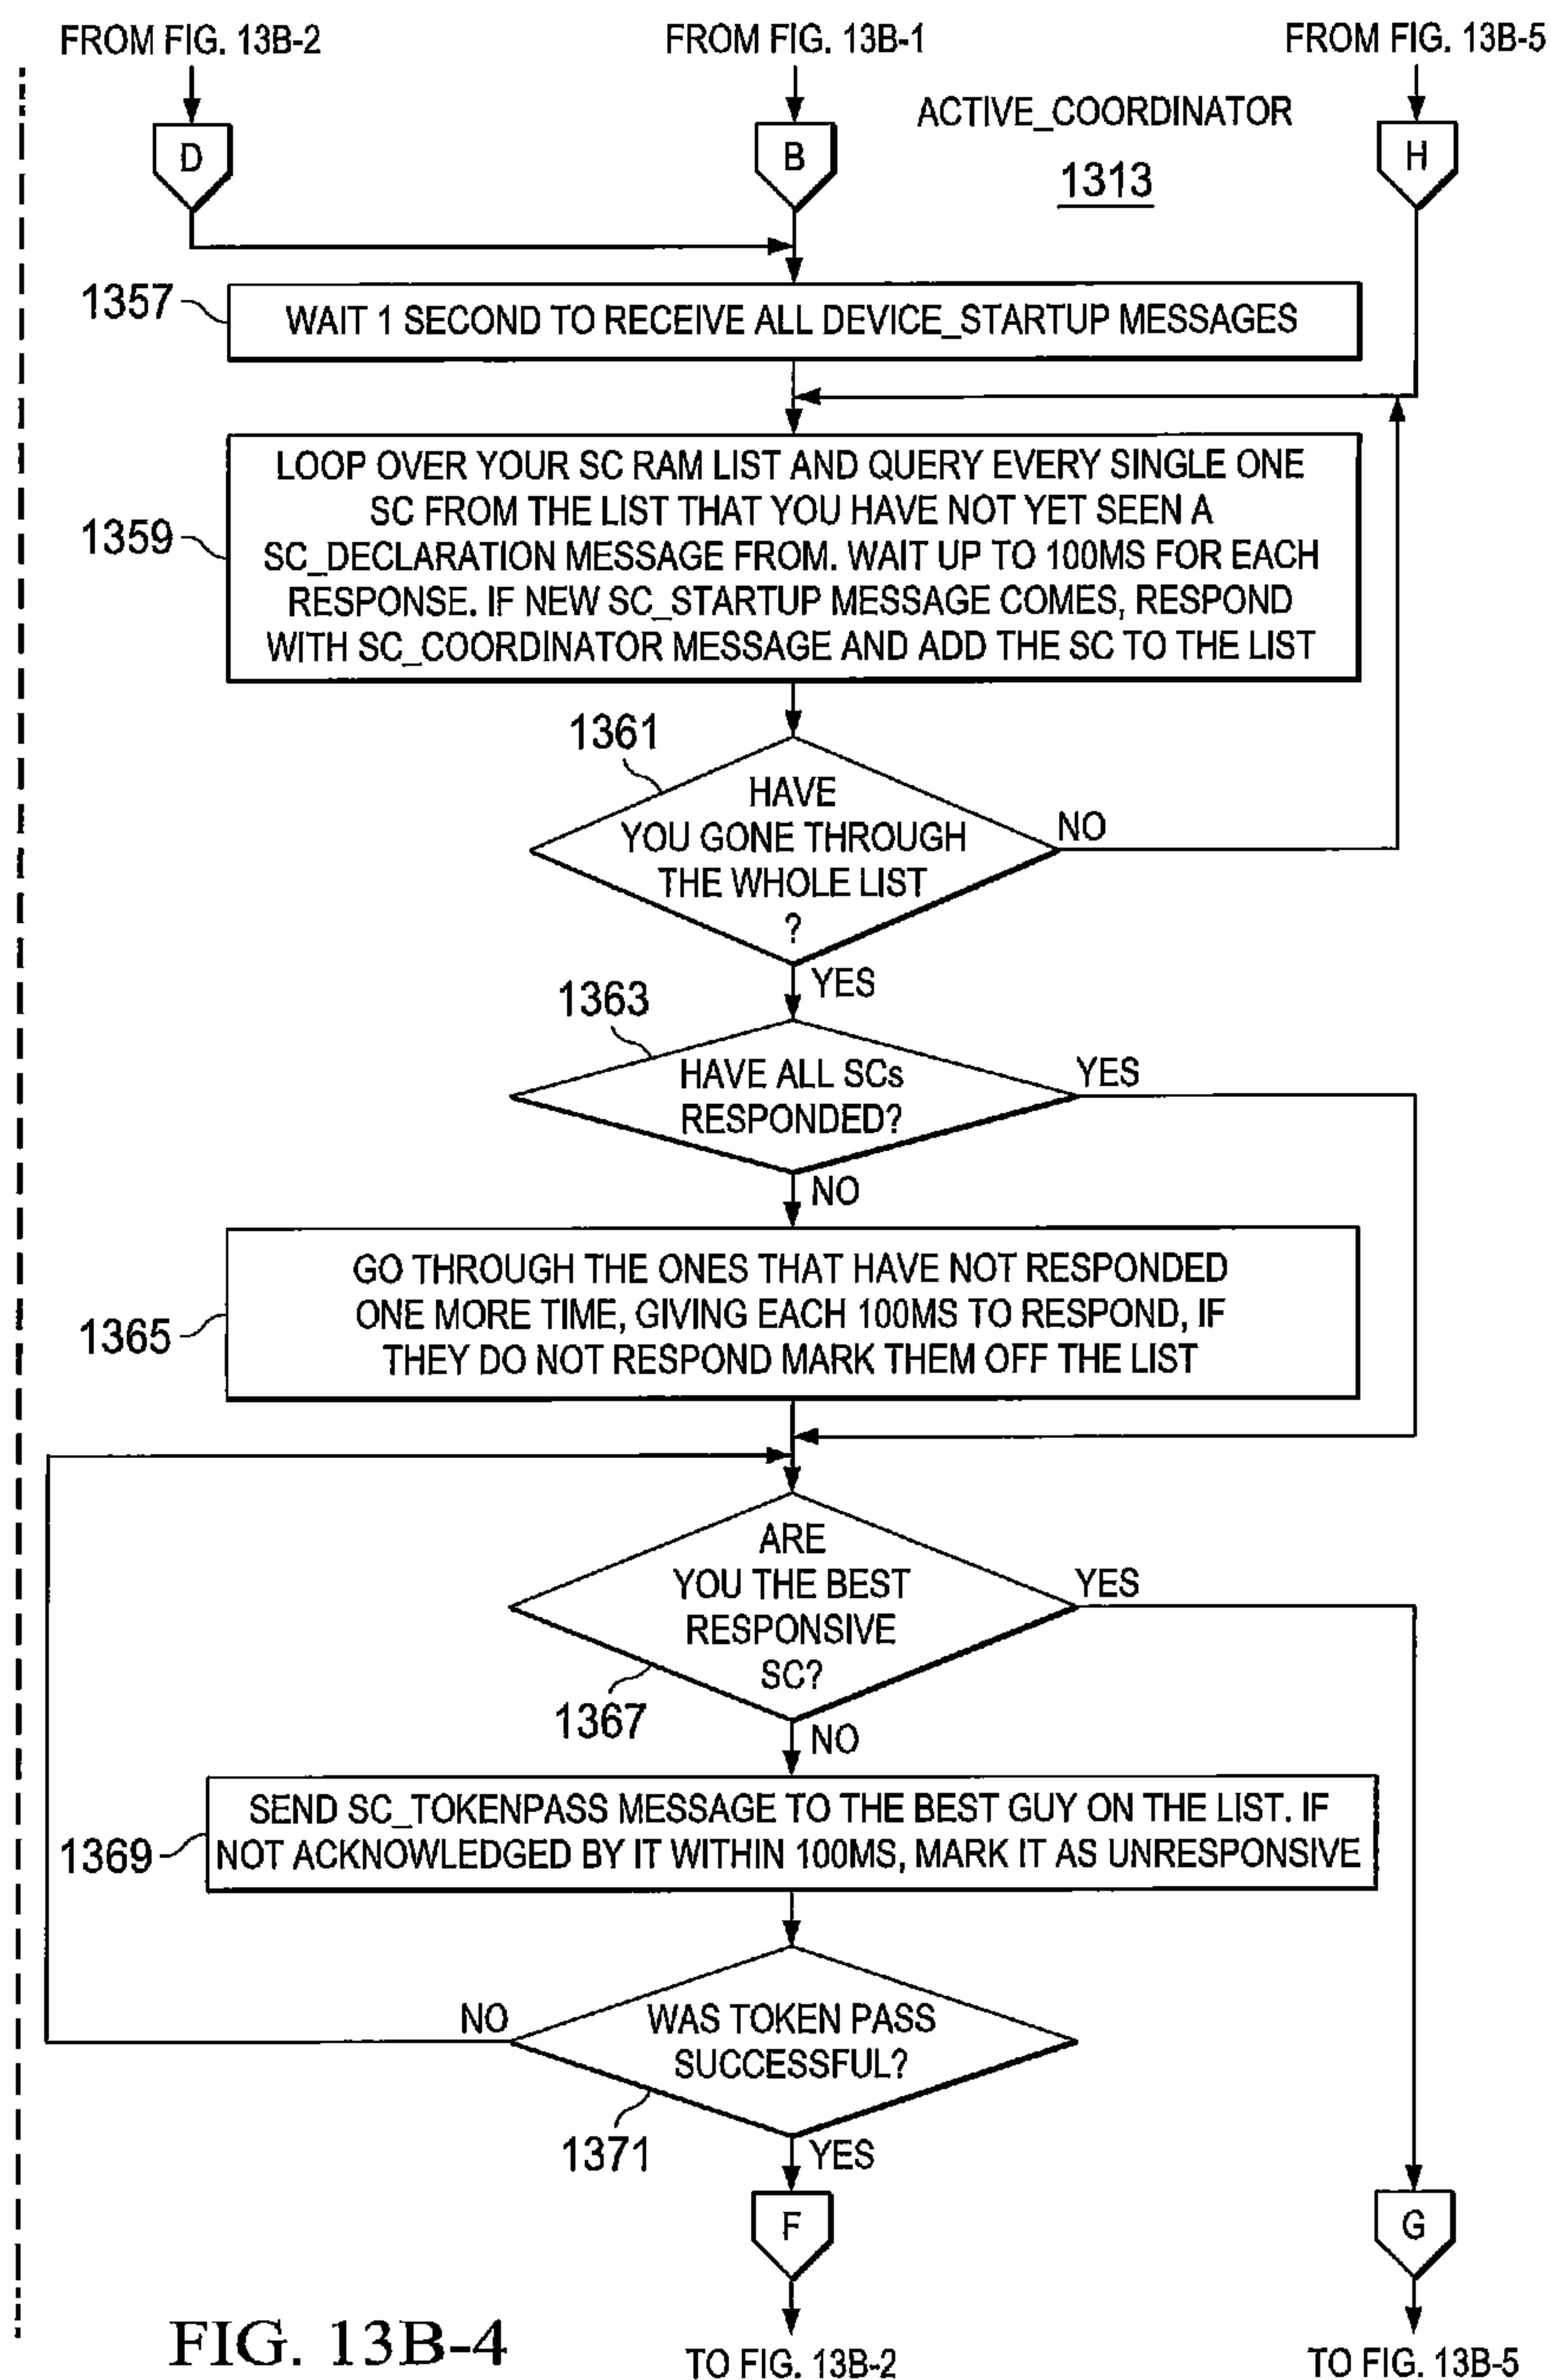 FROM FIG. 13B-2
FROM FIG. 13B-1
FROM FIG. 13B-5
D
B
ACTIVE_COORDINATOR
1313
H
1357
WAIT 1 SECOND TO RECEIVE ALL DEVICE_STARTUP MESSAGES
1359
LOOP OVER YOUR SC RAM LIST AND QUERY EVERY SINGLE ONE
SC FROM THE LIST THAT YOU HAVE NOT YET SEEN A
SC_DECLARATION MESSAGE FROM. WAIT UP TO 100MS FOR EACH
RESPONSE. IF NEW SC_STARTUP MESSAGE COMES, RESPOND
WITH SC_COORDINATOR MESSAGE AND ADD THE SC TO THE LIST
1361
HAVE
YOU GONE THROUGH
THE WHOLE LIST
?
NO
YES
1363
HAVE ALL SCs
RESPONDED?
YES
NO
1365
GO THROUGH THE ONES THAT HAVE NOT RESPONDED
ONE MORE TIME, GIVING EACH 100MS TO RESPOND, IF
THEY DO NOT RESPOND MARK THEM OFF THE LIST
ARE
YOU THE BEST
RESPONSIVE
SC?
YES
1367
NO
1369
SEND SC_TOKENPASS MESSAGE TO THE BEST GUY ON THE LIST. IF
NOT ACKNOWLEDGED BY IT WITHIN 100MS, MARK IT AS UNRESPONSIVE
NO
WAS TOKEN PASS
SUCCESSFUL?
1371
YES
F
G
FIG. 13B-4
TO FIG. 13B-2
TO FIG. 13B-5